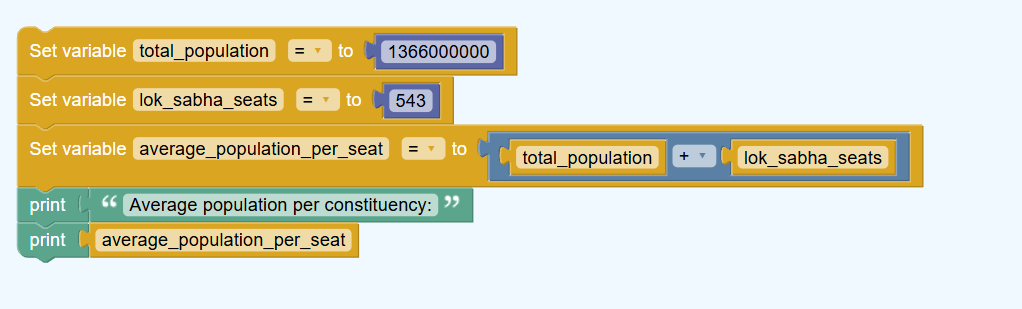 Set variable total_population = to 1366000000
Set variable lok_sabha_seats = to 543
Set variable average_population_per_seat = to total_population + lok_sabha_seats
print “ Average population per constituency: ”
print average_population_per_seat